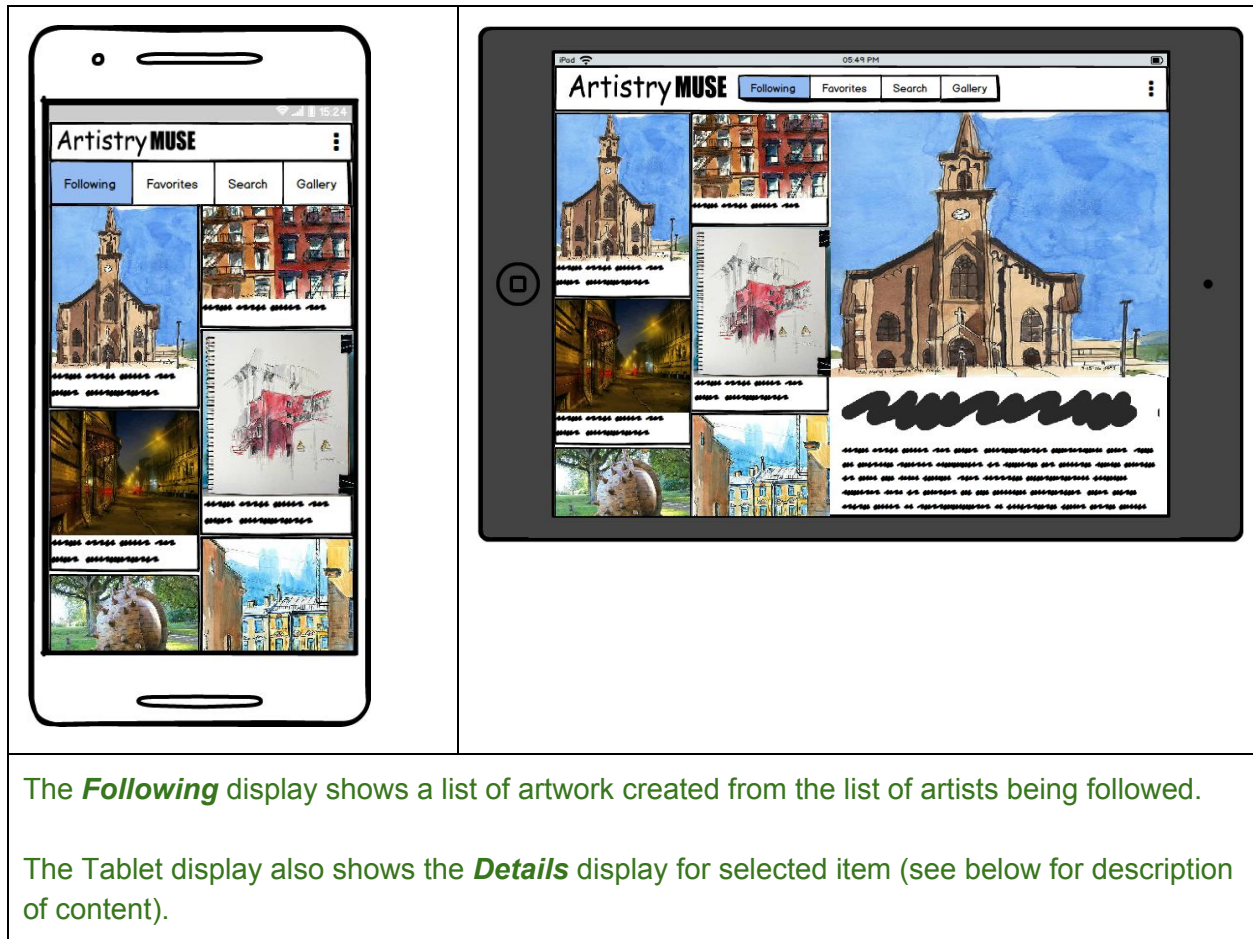 15:24
Artistry MUSE
Following Favorites Search Gallery
iPad 05:49 PM
Artistry MUSE Following Favorites Search Gallery
The Following display shows a list of artwork created from the list of artists being followed.
The Tablet display also shows the Details display for selected item (see below for description
of content).